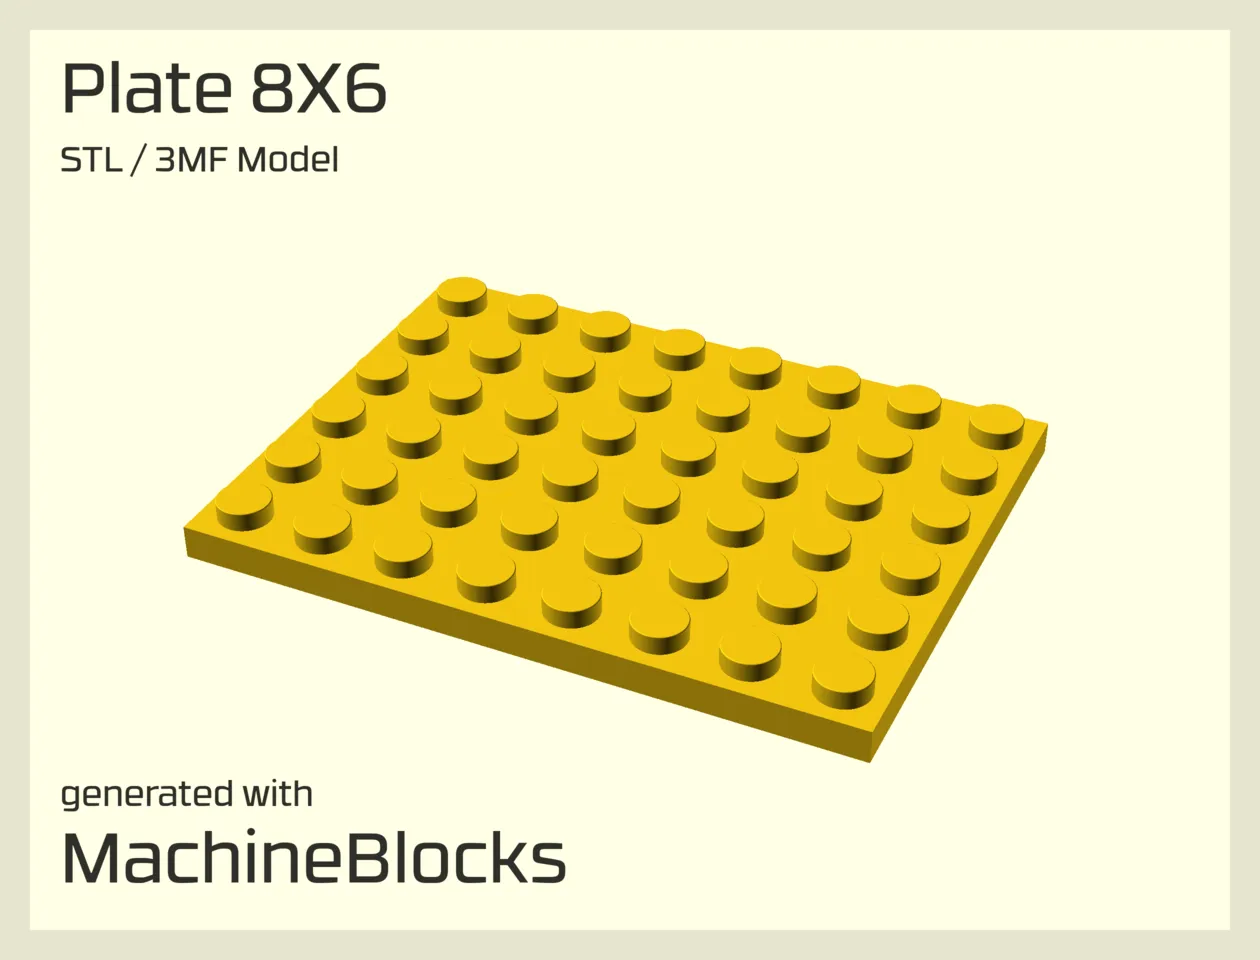 Plate 8X6
STL / 3MF Model
generated with
MachineBlocks